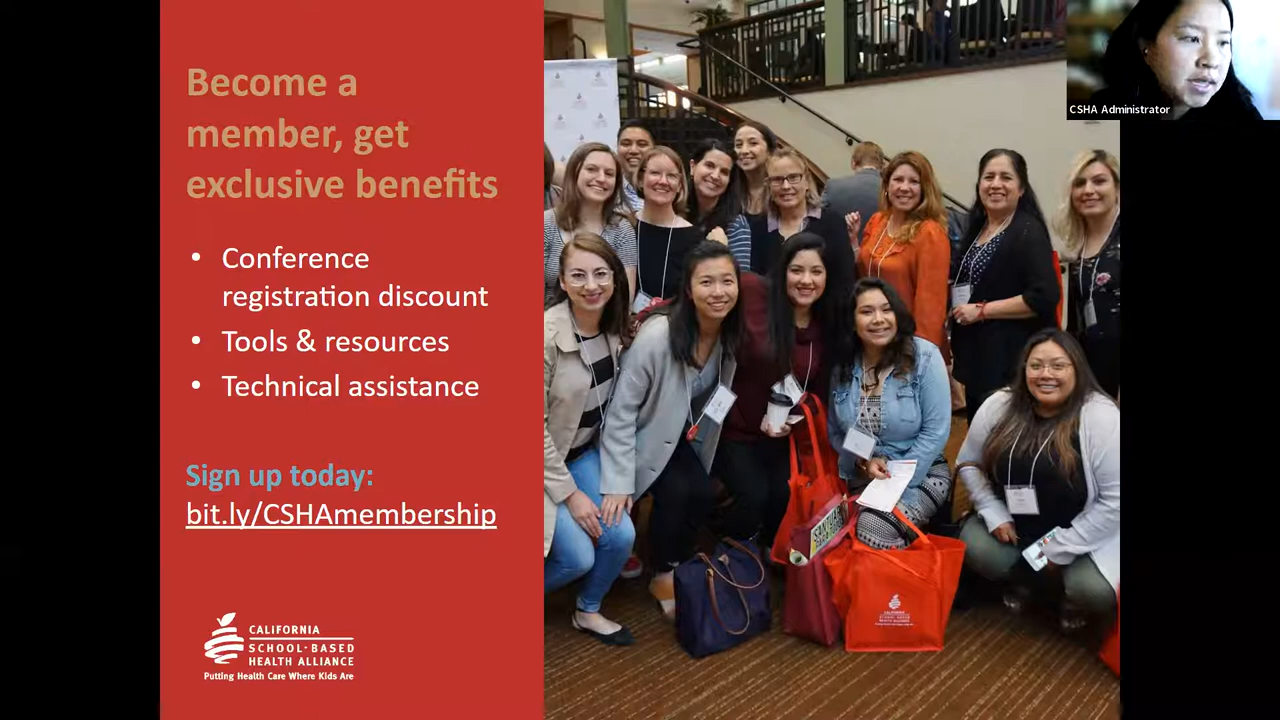 Become a
member, get
exclusive benefits
• Conference
registration discount
• Tools & resources
• Technical assistance
Sign up today:
bit.ly/CSHAmembership
CALIFORNIA
SCHOOL-BASED
HEALTH ALLIANCE
Putting Health Care Where Kids Are
CSHA Administrator